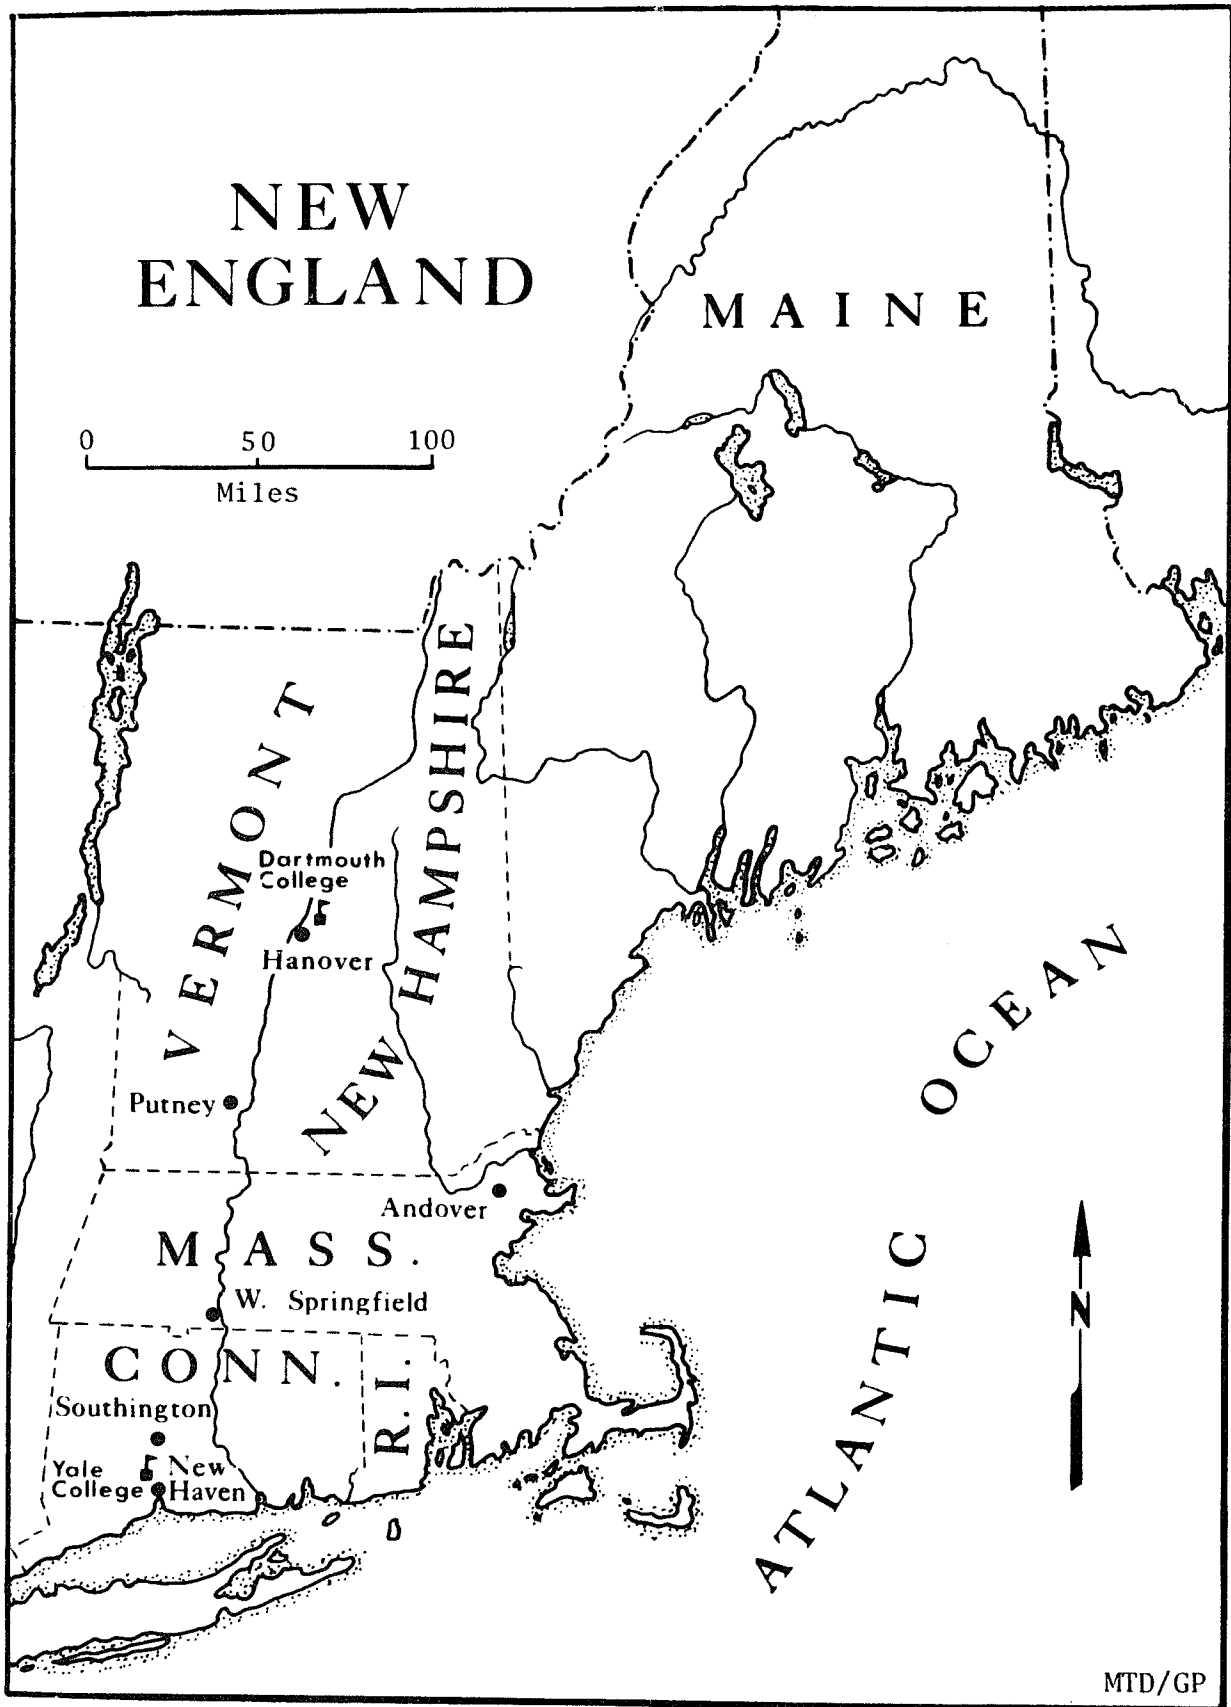 NEW
ENGLAND
MAINE
0 50 100
Miles
VERMONT
NEW HAMPSHIRE
Dartmouth
College
Hanover
Putney
Andover
MASS.
W. Springfield
CONN.
R.I.
Southington
Yale
College
New
Haven
ATLANTIC OCEAN
N
MTD/GP